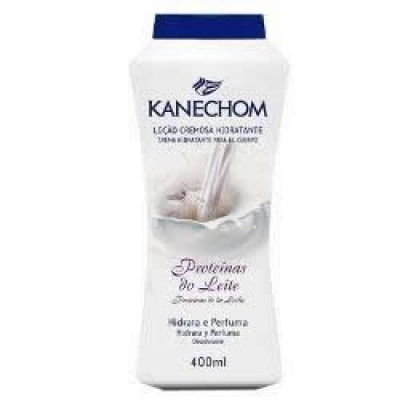 KANECHOM
LOÇÃO CREMOSA HIDRATANTE
CREMA HIDRATANTE PARA EL CUERPO
Proteínas
do Leite
Proteínas de la Leche
Hidrata e Perfuma
Hidrata y Perfuma
Desodorante
400ml